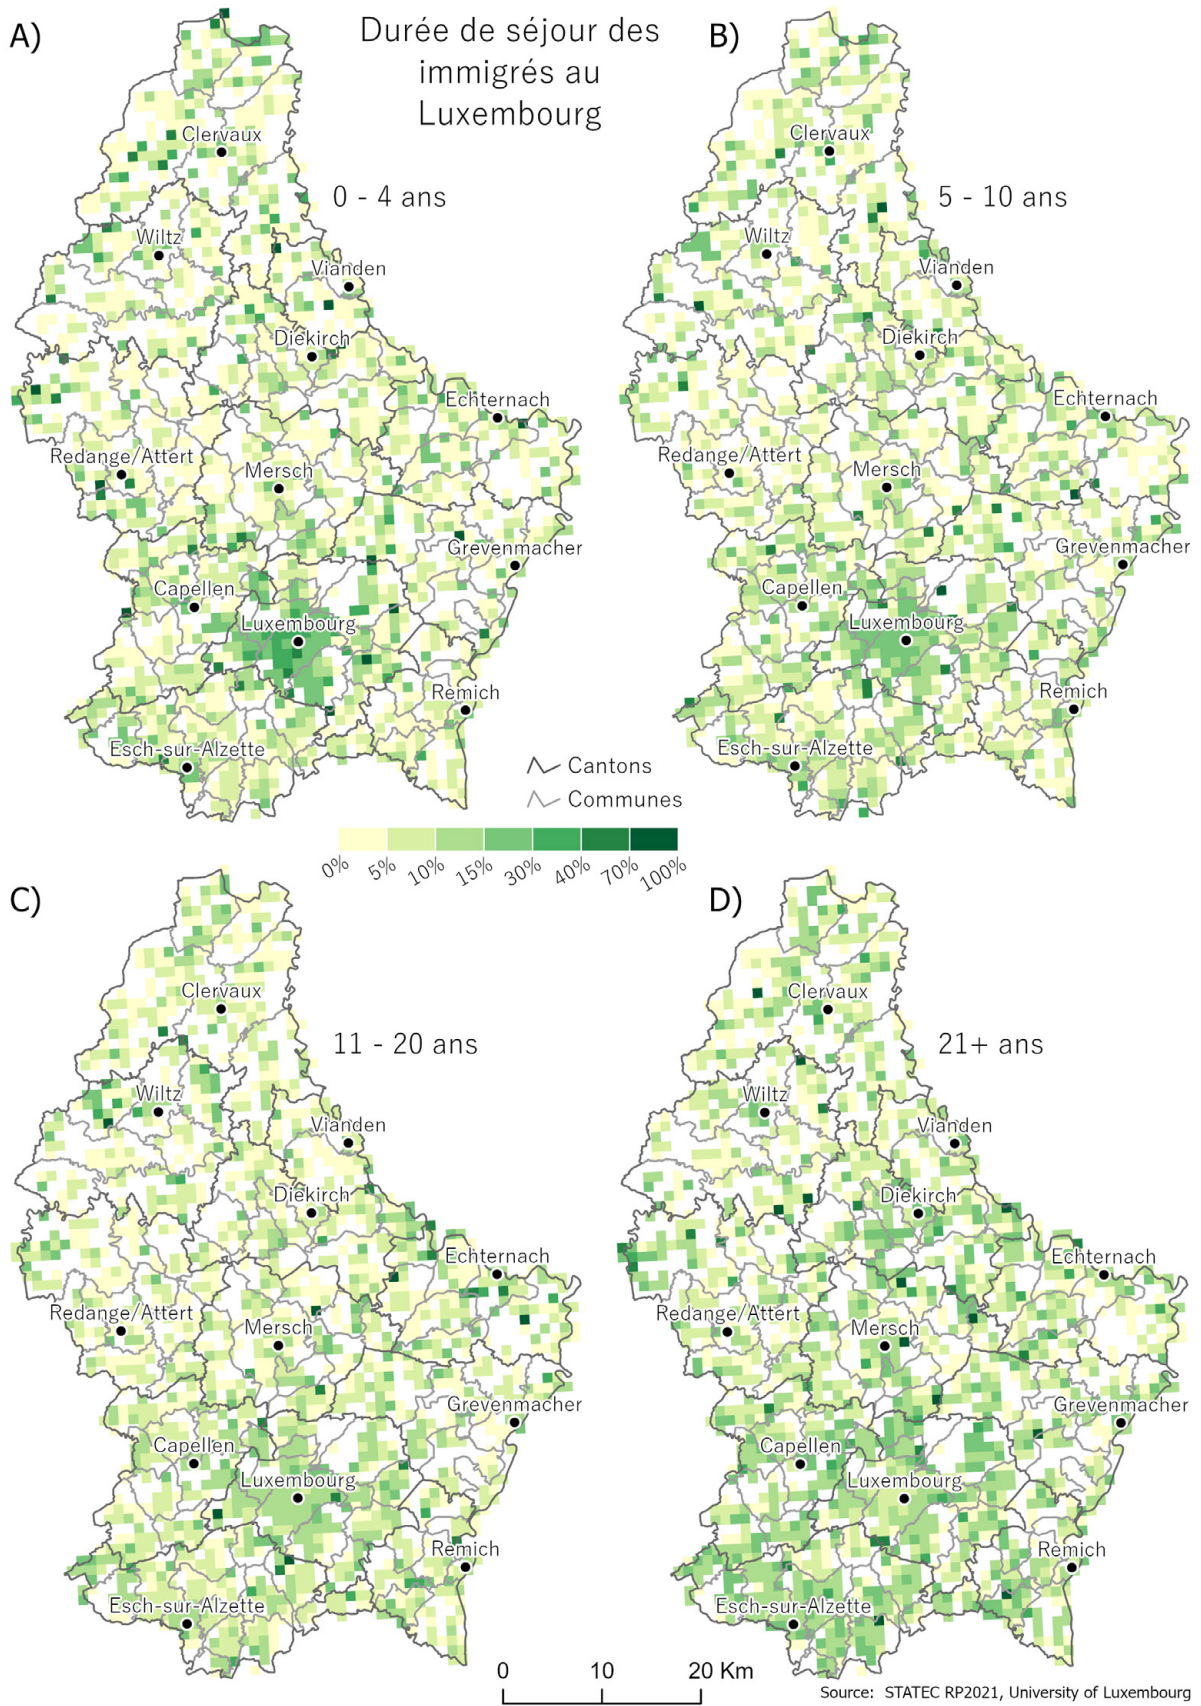 A)
Durée de séjour des
immigrés au
Luxembourg
B)
Clervaux
0 - 4 ans
Wiltz
Vianden
Diekirch
Echternach
Redange/Attert
Mersch
Grevenmacher
Capellen
Luxembourg
Remich
Esch-sur-Alzette
Clervaux
5 - 10 ans
Wiltz
Vianden
Diekirch
Echternach
Redange/Attert
Mersch
Grevenmacher
Capellen
Luxembourg
Remich
Esch-sur-Alzette
Cantons
Communes
0% 5% 10% 15% 30% 40% 70% 100%
C)
Clervaux
11 - 20 ans
Wiltz
Vianden
Diekirch
Echternach
Redange/Attert
Mersch
Grevenmacher
Capellen
Luxembourg
Remich
Esch-sur-Alzette
D)
Clervaux
21+ ans
Wiltz
Vianden
Diekirch
Echternach
Redange/Attert
Mersch
Grevenmacher
Capellen
Luxembourg
Remich
Esch-sur-Alzette
0 10 20 Km
Source: STATEC RP2021, University of Luxembourg